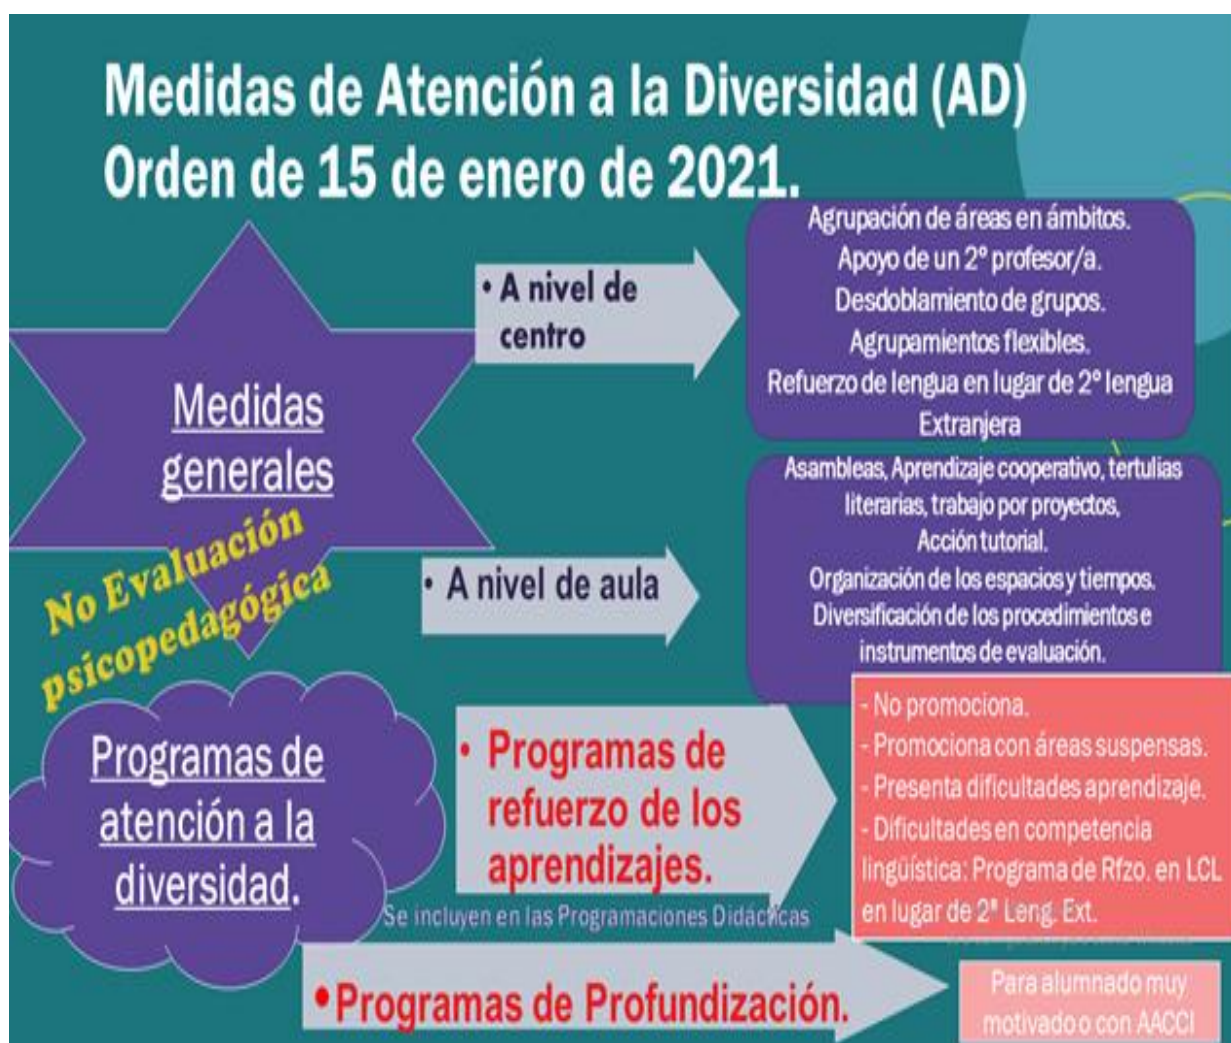 Medidas de Atención a la Diversidad (AD)
Orden de 15 de enero de 2021.
Medidas
generales
No Evaluación
psicopedagógica
• A nivel de
centro
Agrupación de áreas en ámbitos.
Apoyo de un 2º profesor/a.
Desdoblamiento de grupos.
Agrupamientos flexibles.
Refuerzo de lengua en lugar de 2º lengua
Extranjera
• A nivel de aula
Asambleas, Aprendizaje cooperativo, tertulias
literarias, trabajo por proyectos,
Acción tutorial.
Organización de los espacios y tiempos.
Diversificación de los procedimientos e
instrumentos de evaluación.
Programas de
atención a la
diversidad.
• Programas de
refuerzo de los
aprendizajes.
Se incluyen en las Programaciones Didácticas
- No promociona.
- Promociona con áreas suspensas.
- Presenta dificultades aprendizaje.
- Dificultades en competencia
lingüística: Programa de Rfzo. en LCL
en lugar de 2ª Leng. Ext.
• Programas de Profundización.
Para alumnado muy
motivado o con AACCI